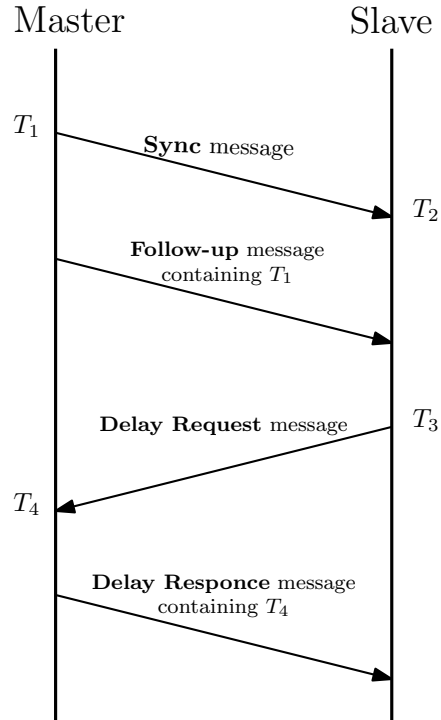 Master
Slave
T₁
Sync message
T₂
Follow-up message
containing T₁
T₃
Delay Request message
T₄
Delay Responce message
containing T₄